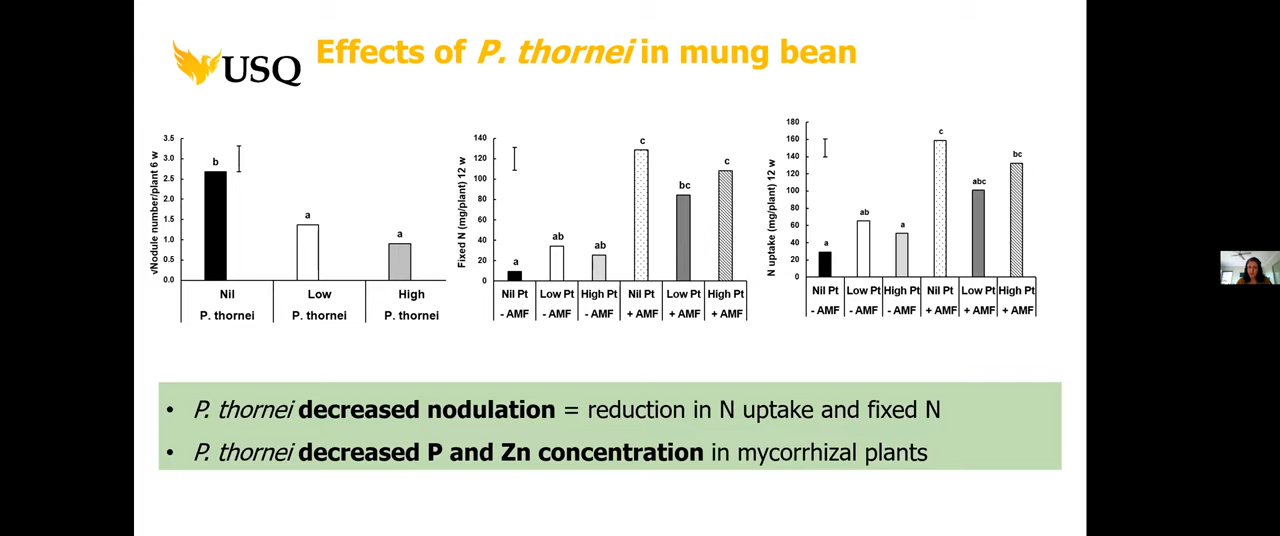 USQ
Effects of P. thornei in mung bean
vNodule number/plant 6 w
3.5
3.0
2.5
2.0
1.5
1.0
0.5
0.0
b
a
a
Nil
Low
High
P. thornei
P. thornei
P. thornei
Fixed N (mg/plant) 12 w
140
120
100
80
60
40
20
0
a
ab
ab
c
bc
c
Nil Pt
Low Pt
High Pt
Nil Pt
Low Pt
High Pt
- AMF
- AMF
- AMF
+ AMF
+ AMF
+ AMF
N uptake (mg/plant) 12 w
180
160
140
120
100
80
60
40
20
0
a
ab
a
c
abc
bc
Nil Pt
Low Pt
High Pt
Nil Pt
Low Pt
High Pt
- AMF
- AMF
- AMF
+ AMF
+ AMF
+ AMF
• P. thornei decreased nodulation = reduction in N uptake and fixed N
• P. thornei decreased P and Zn concentration in mycorrhizal plants